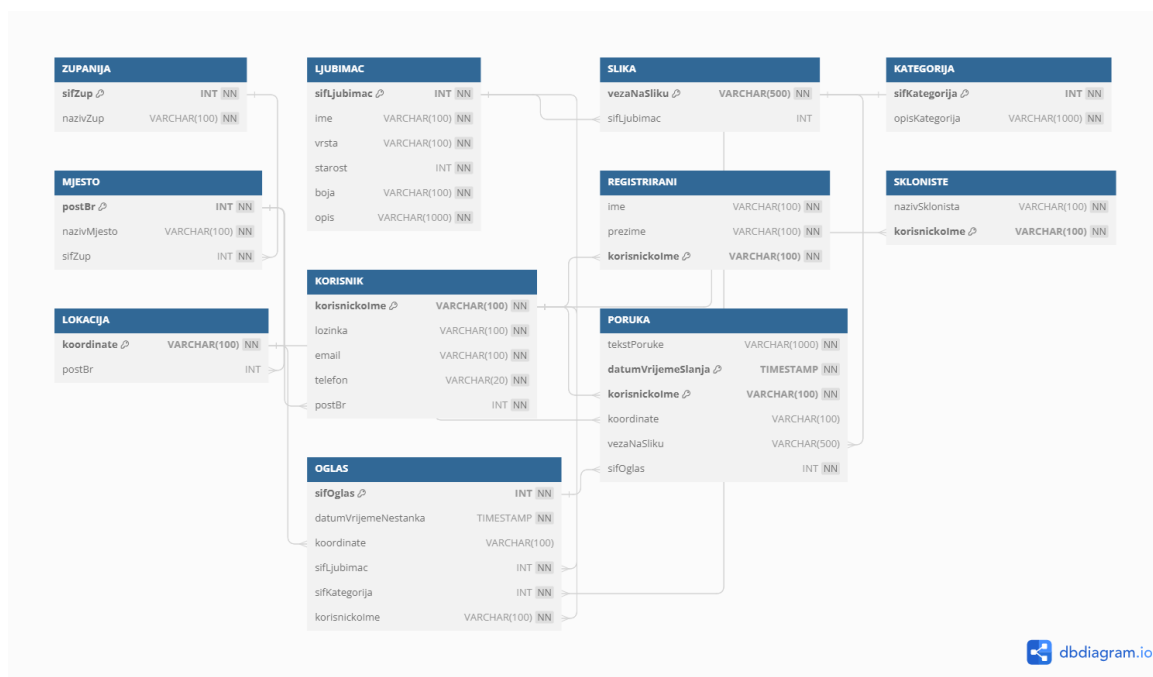 ZUPANIJA
sifZup INT NN
nazivZup VARCHAR(100) NN
MJESTO
postBr INT NN
nazivMjesto VARCHAR(100) NN
sifZup INT NN
LOKACIJA
koordinate VARCHAR(100) NN
postBr INT
LJUBIMAC
sifLjubimac INT NN
ime VARCHAR(100) NN
vrsta VARCHAR(100) NN
starost INT NN
boja VARCHAR(100) NN
opis VARCHAR(1000) NN
KORISNIK
korisnickoIme VARCHAR(100) NN
lozinka VARCHAR(100) NN
email VARCHAR(100) NN
telefon VARCHAR(20) NN
postBr INT NN
OGLAS
sifOglas INT NN
datumVrijemeNestanka TIMESTAMP NN
koordinate VARCHAR(100)
sifLjubimac INT NN
sifKategorija INT NN
korisnickoIme VARCHAR(100) NN
SLIKA
vezaNaSliku VARCHAR(500) NN
sifLjubimac INT
REGISTRIRANI
ime VARCHAR(100) NN
prezime VARCHAR(100) NN
korisnickoIme VARCHAR(100) NN
PORUKA
tekstPoruke VARCHAR(1000) NN
datumVrijemeSlanja TIMESTAMP NN
korisnickoIme VARCHAR(100) NN
koordinate VARCHAR(100)
vezaNaSliku VARCHAR(500)
sifOglas INT NN
KATEGORIJA
sifKategorija INT NN
opisKategorija VARCHAR(1000) NN
SKLONISTE
nazivSklonista VARCHAR(100) NN
korisnickoIme VARCHAR(100) NN
dbdiagram.io